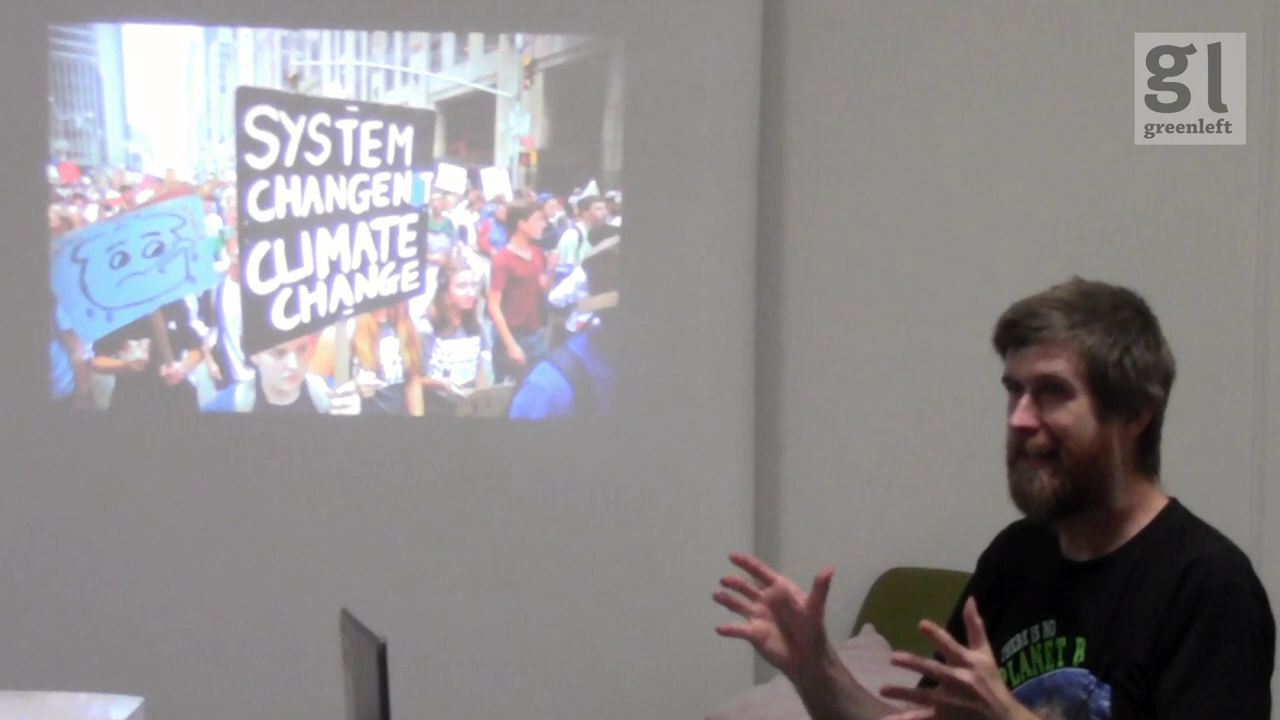 SYSTEM
CHANGE NOT
CLIMATE
CHANGE
gl
greenleft
THERE IS NO
PLANET B